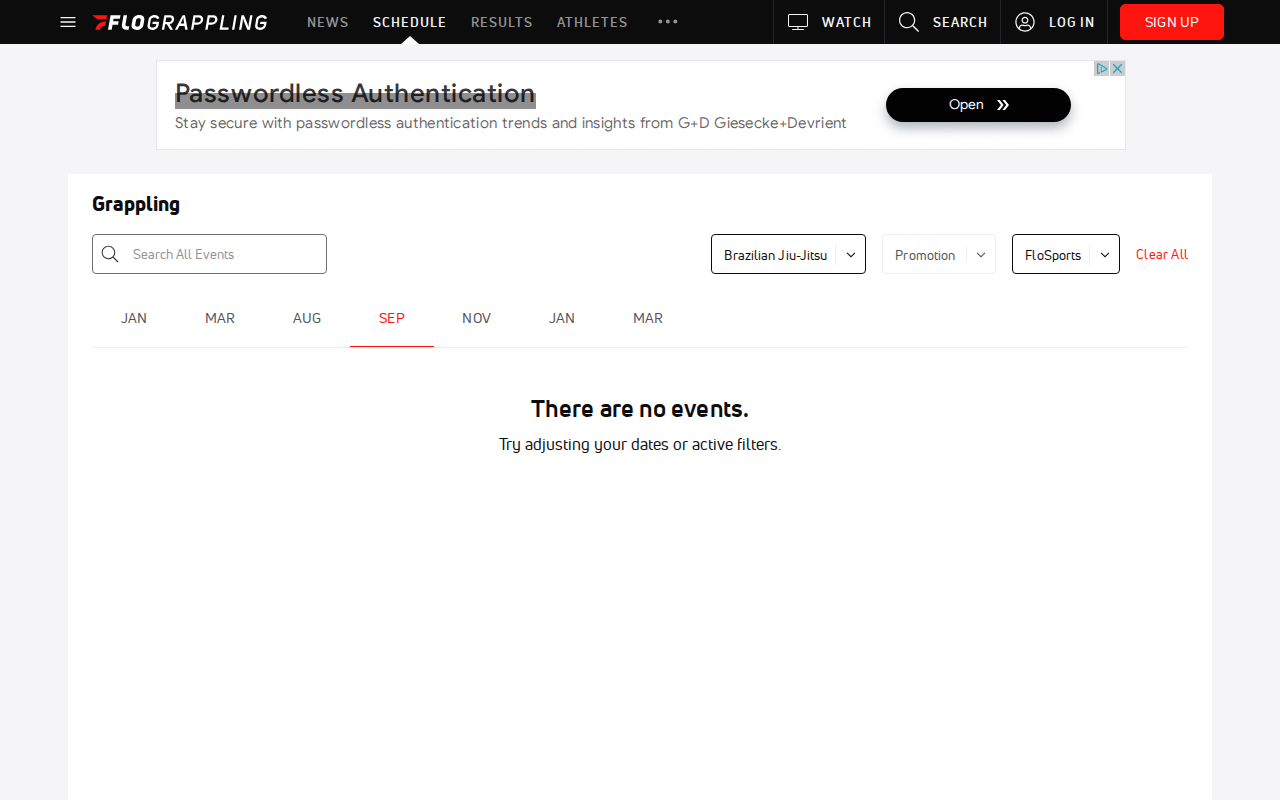 FLOGRAPPLING NEWS SCHEDULE RESULTS ATHLETES WATCH SEARCH LOG IN SIGN UP
Passwordless Authentication
Stay secure with passwordless authentication trends and insights from G+D Giesecke+Devrient
Open
Grappling
Search All Events Brazilian Jiu-Jitsu Promotion FloSports Clear All
JAN MAR AUG SEP NOV JAN MAR
There are no events.
Try adjusting your dates or active filters.